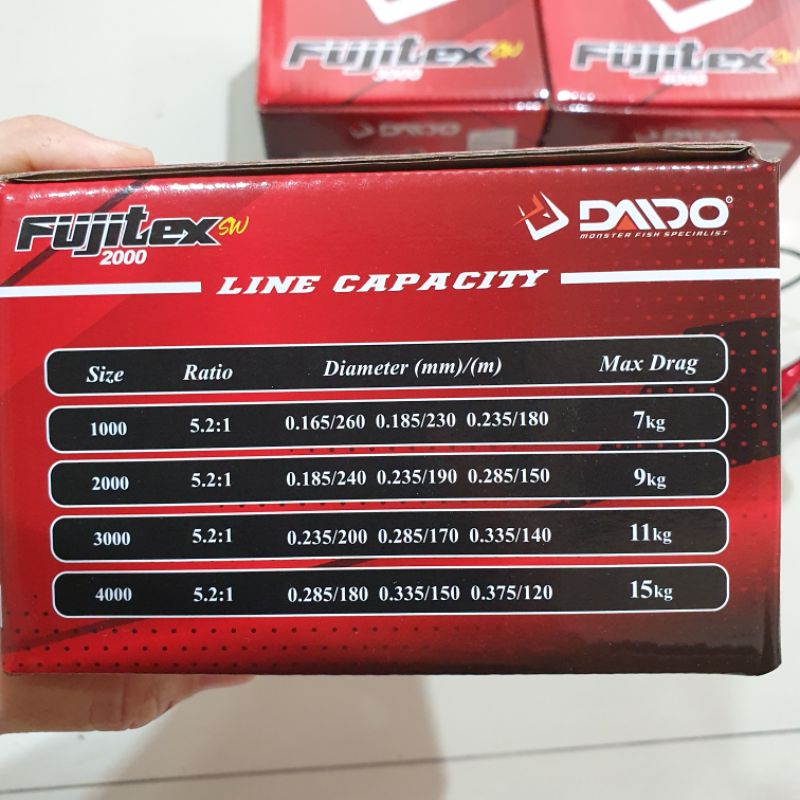 Fujitex SW
3000
DAIDO
Fujitex SW
4000
DAIDO
Fujitex SW
2000
DAIDO
MONSTER FISH SPECIALIST
LINE CAPACITY
Size Ratio Diameter (mm)/(m) Max Drag
1000 5.2:1 0.165/260 0.185/230 0.235/180 7kg
2000 5.2:1 0.185/240 0.235/190 0.285/150 9kg
3000 5.2:1 0.235/200 0.285/170 0.335/140 11kg
4000 5.2:1 0.285/180 0.335/150 0.375/120 15kg